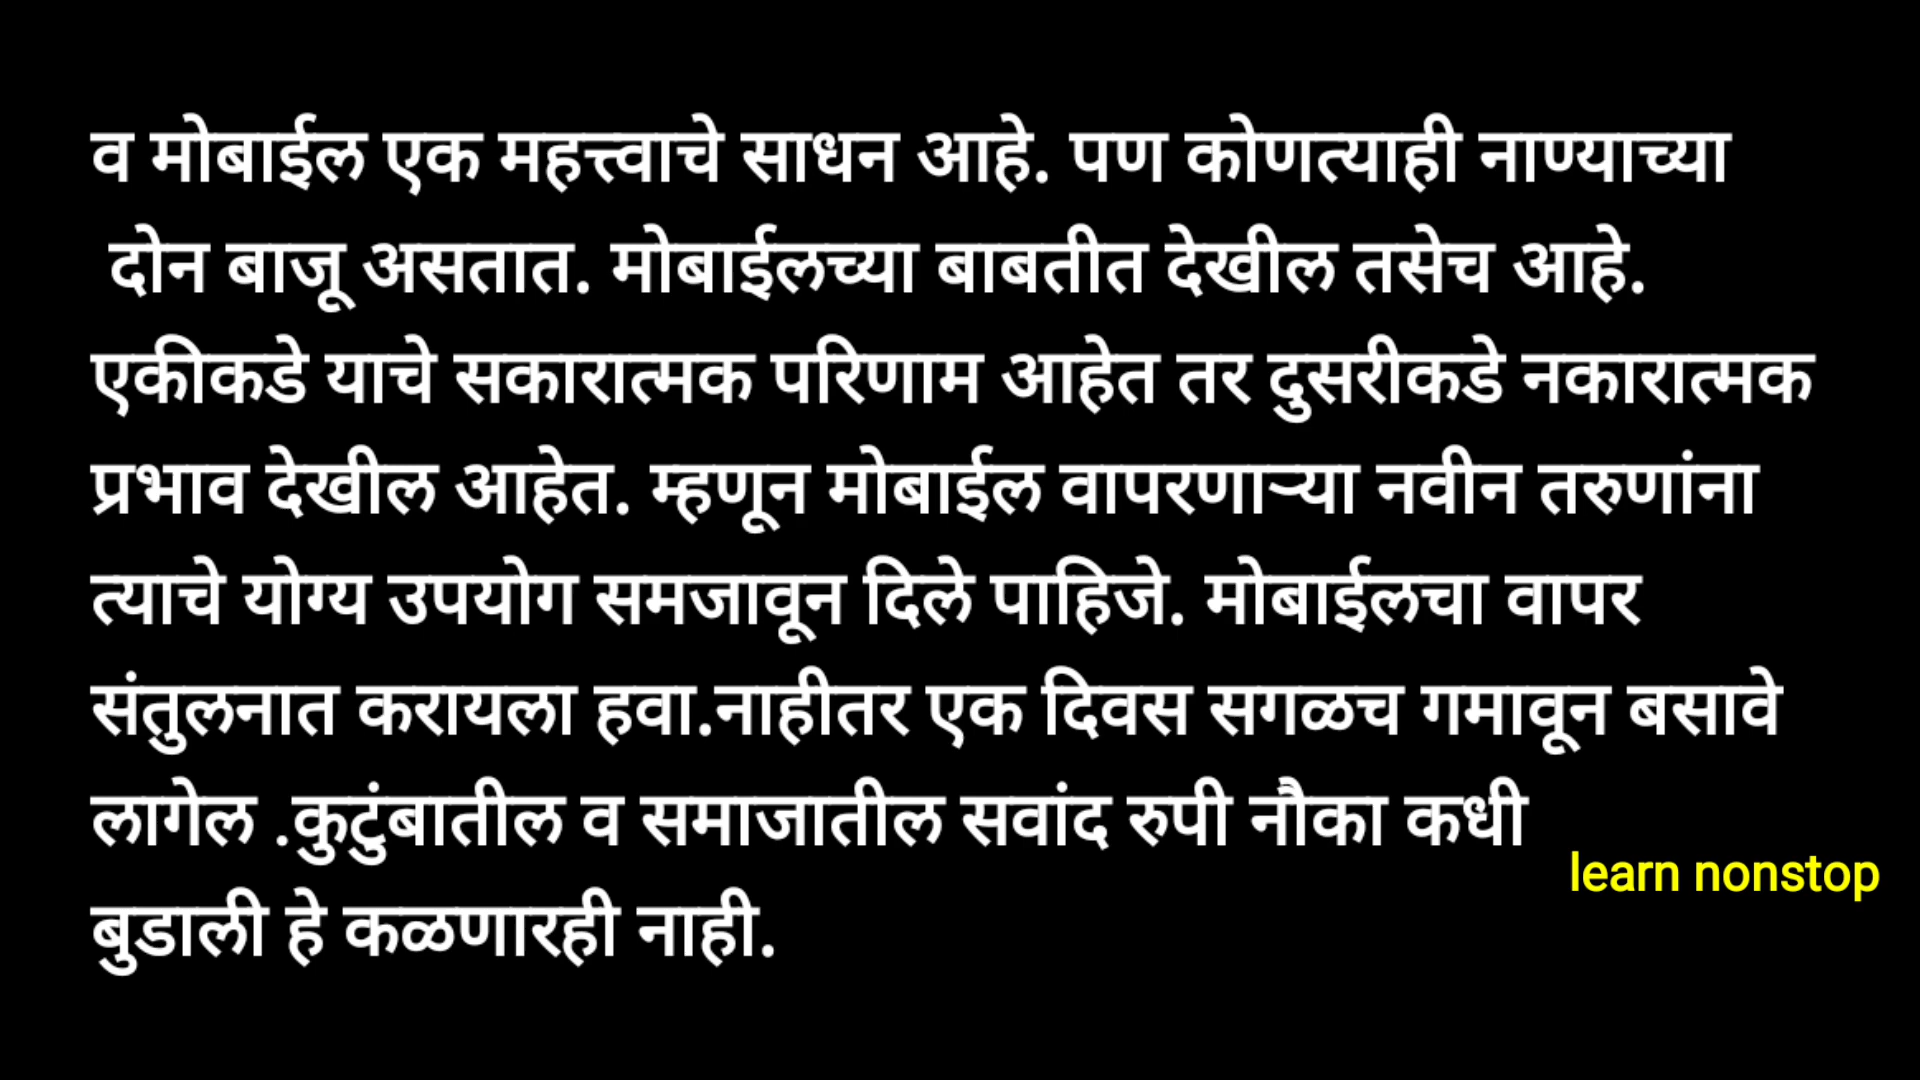 व मोबाईल एक महत्त्वाचे साधन आहे. पण कोणत्याही नाण्याच्या
दोन बाजू असतात. मोबाईलच्या बाबतीत देखील तसेच आहे.
एकीकडे याचे सकारात्मक परिणाम आहेत तर दुसरीकडे नकारात्मक
प्रभाव देखील आहेत. म्हणून मोबाईल वापरणाऱ्या नवीन तरुणांना
त्याचे योग्य उपयोग समजावून दिले पाहिजे. मोबाईलचा वापर
संतुलनात करायला हवा.नाहीतर एक दिवस सगळच गमावून बसावे
लागेल .कुटुंबातील व समाजातील सवांद रुपी नौका कधी
learn nonstop
बुडाली हे कळणारही नाही.